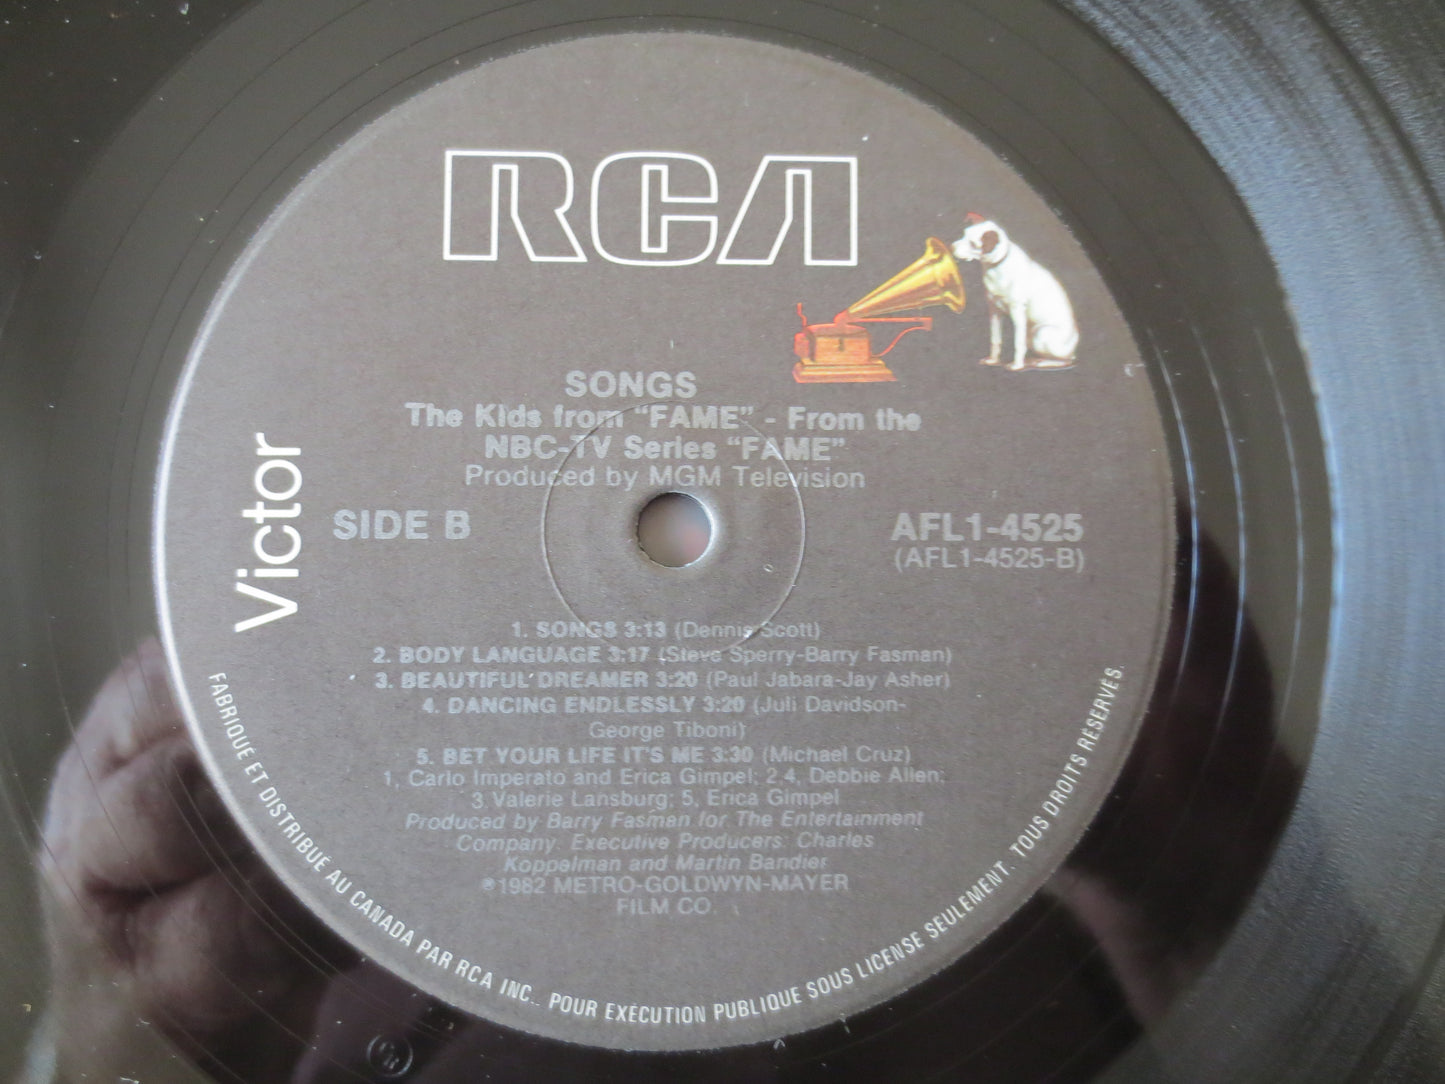 RCA
Victor
SONGS
The Kids from "FAME" - From the
NBC-TV Series "FAME"
Produced by MGM Television
SIDE B
AFL1-4525
(AFL1-4525-B)
1. SONGS 3:13 (Dennis Scott)
2. BODY LANGUAGE 3:17 (Steve Sperry-Barry Fasman)
3. BEAUTIFUL DREAMER 3:20 (Paul Jabara-Jay Asher)
4. DANCING ENDLESSLY 3:20 (Juli Davidson-
George Tiboni)
5. BET YOUR LIFE IT'S ME 3:30 (Michael Cruz)
1, Carlo Imperato and Erica Gimpel; 2,4, Debbie Allen;
3 Valerie Lansburg; 5, Erica Gimpel
Produced by Barry Fasman for The Entertainment
Company. Executive Producers: Charles
Koppelman and Martin Bandier
℗1982 METRO-GOLDWYN-MAYER
FILM CO.
FABRIQUÉ ET DISTRIBUÉ AU CANADA PAR RCA INC.. POUR EXÉCUTION PUBLIQUE SOUS LICENSE SEULEMENT. TOUS DROITS RÉSERVÉS.